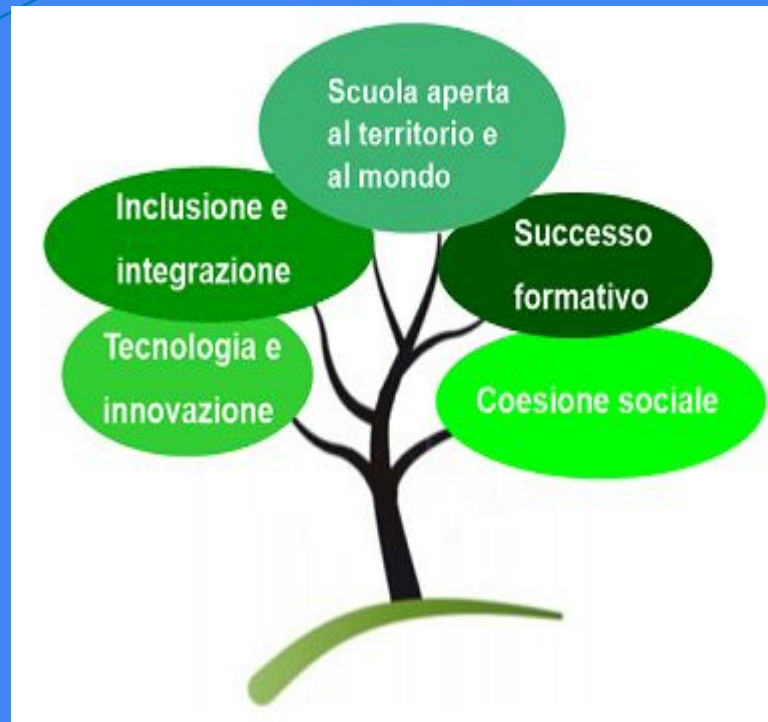 Scuola aperta
al territorio e
al mondo
Inclusione e
integrazione
Successo
formativo
Tecnologia e
innovazione
Coesione sociale